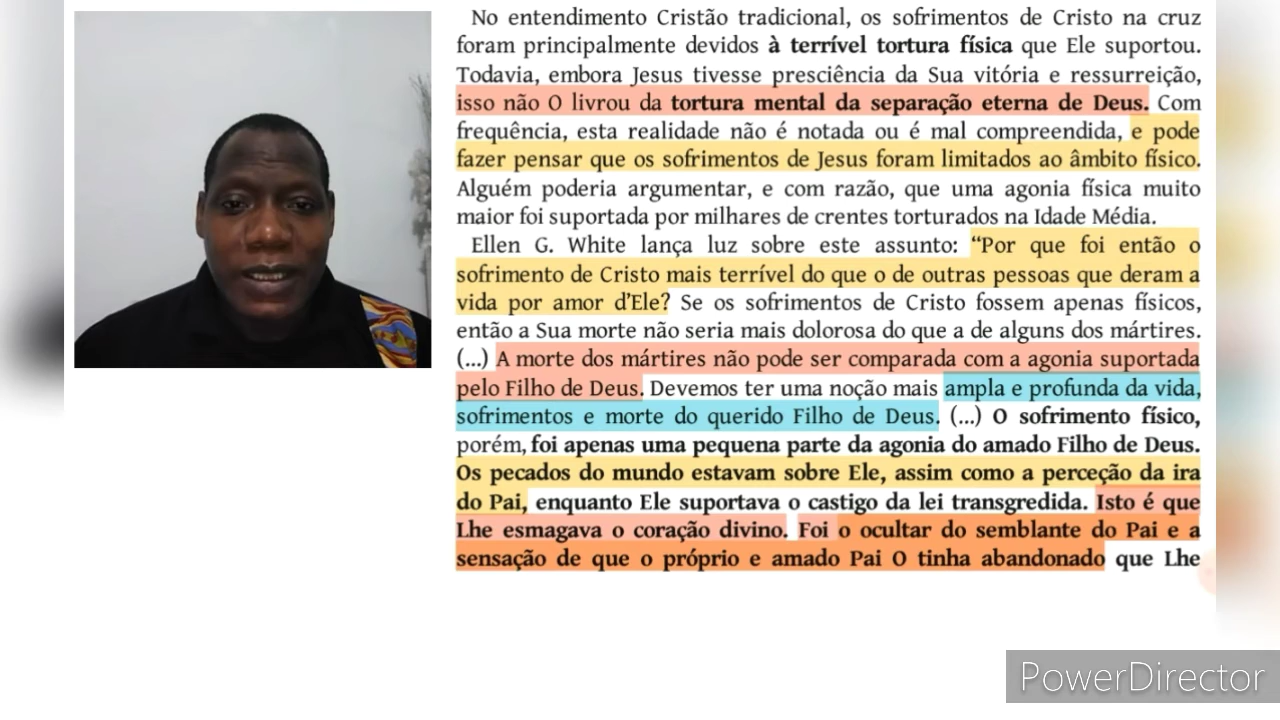 No entendimento Cristão tradicional, os sofrimentos de Cristo na cruz
foram principalmente devidos à terrível tortura física que Ele suportou.
Todavia, embora Jesus tivesse presciência da Sua vitória e ressurreição,
isso não O livrou da tortura mental da separação eterna de Deus. Com
frequência, esta realidade não é notada ou é mal compreendida, e pode
fazer pensar que os sofrimentos de Jesus foram limitados ao âmbito físico.
Alguém poderia argumentar, e com razão, que uma agonia física muito
maior foi suportada por milhares de crentes torturados na Idade Média.
Ellen G. White lança luz sobre este assunto: “Por que foi então o
sofrimento de Cristo mais terrível do que o de outras pessoas que deram a
vida por amor d’Ele? Se os sofrimentos de Cristo fossem apenas físicos,
então a Sua morte não seria mais dolorosa do que a de alguns dos mártires.
(...) A morte dos mártires não pode ser comparada com a agonia suportada
pelo Filho de Deus. Devemos ter uma noção mais ampla e profunda da vida,
sofrimentos e morte do querido Filho de Deus. (...) O sofrimento físico,
porém, foi apenas uma pequena parte da agonia do amado Filho de Deus.
Os pecados do mundo estavam sobre Ele, assim como a perceção da ira
do Pai, enquanto Ele suportava o castigo da lei transgredida. Isto é que
Lhe esmagava o coração divino. Foi o ocultar do semblante do Pai e a
sensação de que o próprio e amado Pai O tinha abandonado que Lhe
PowerDirector